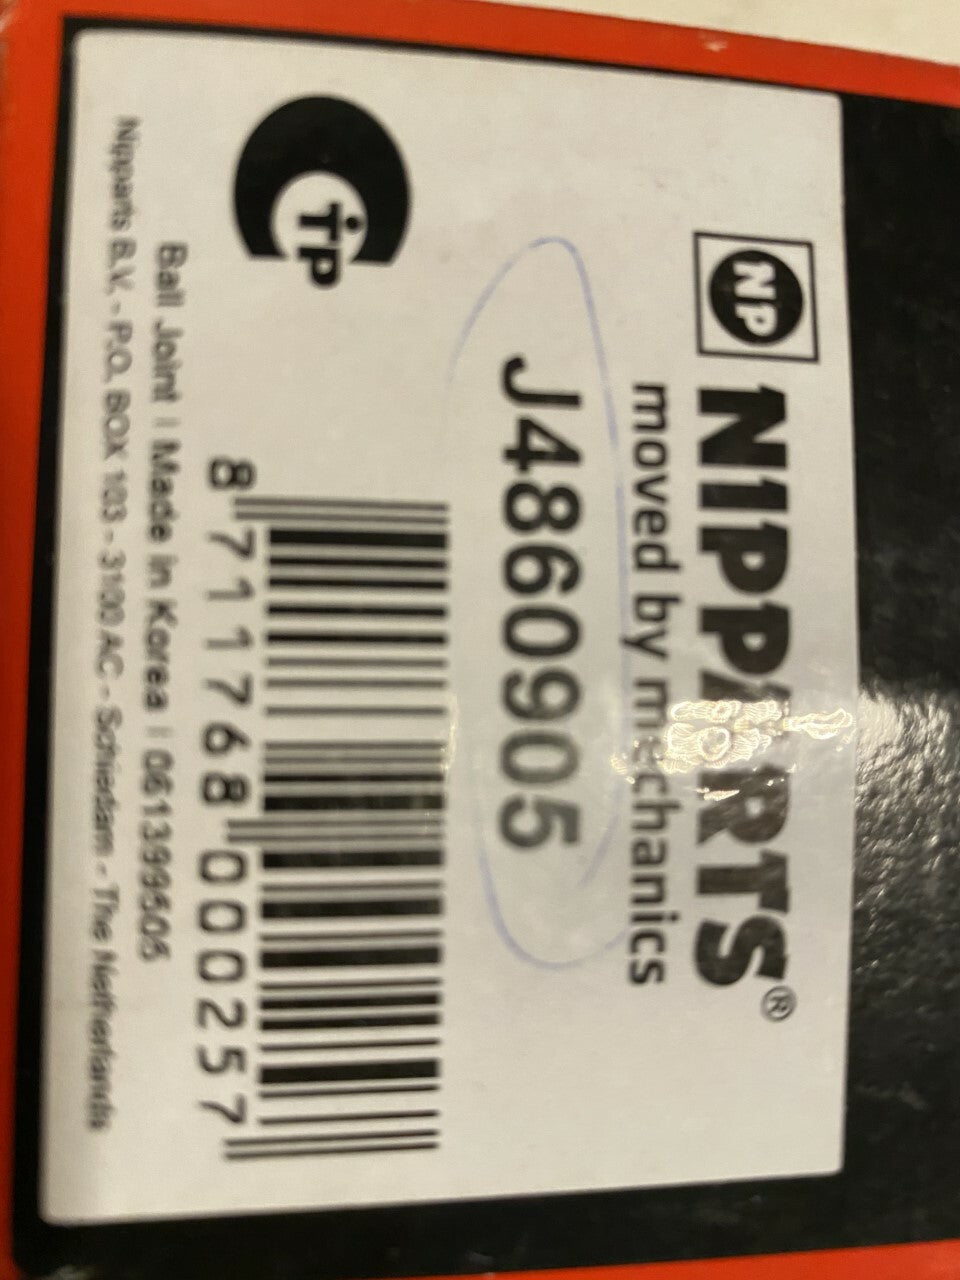 NP NIPPARTS®
moved by mechanics
J4860905
TP
8 711768 000257
Ball Joint | Made in Korea | 061399505
Nipparts B.V. - P.O. BOX 103 - 3100 AC - Schiedam - The Netherlands